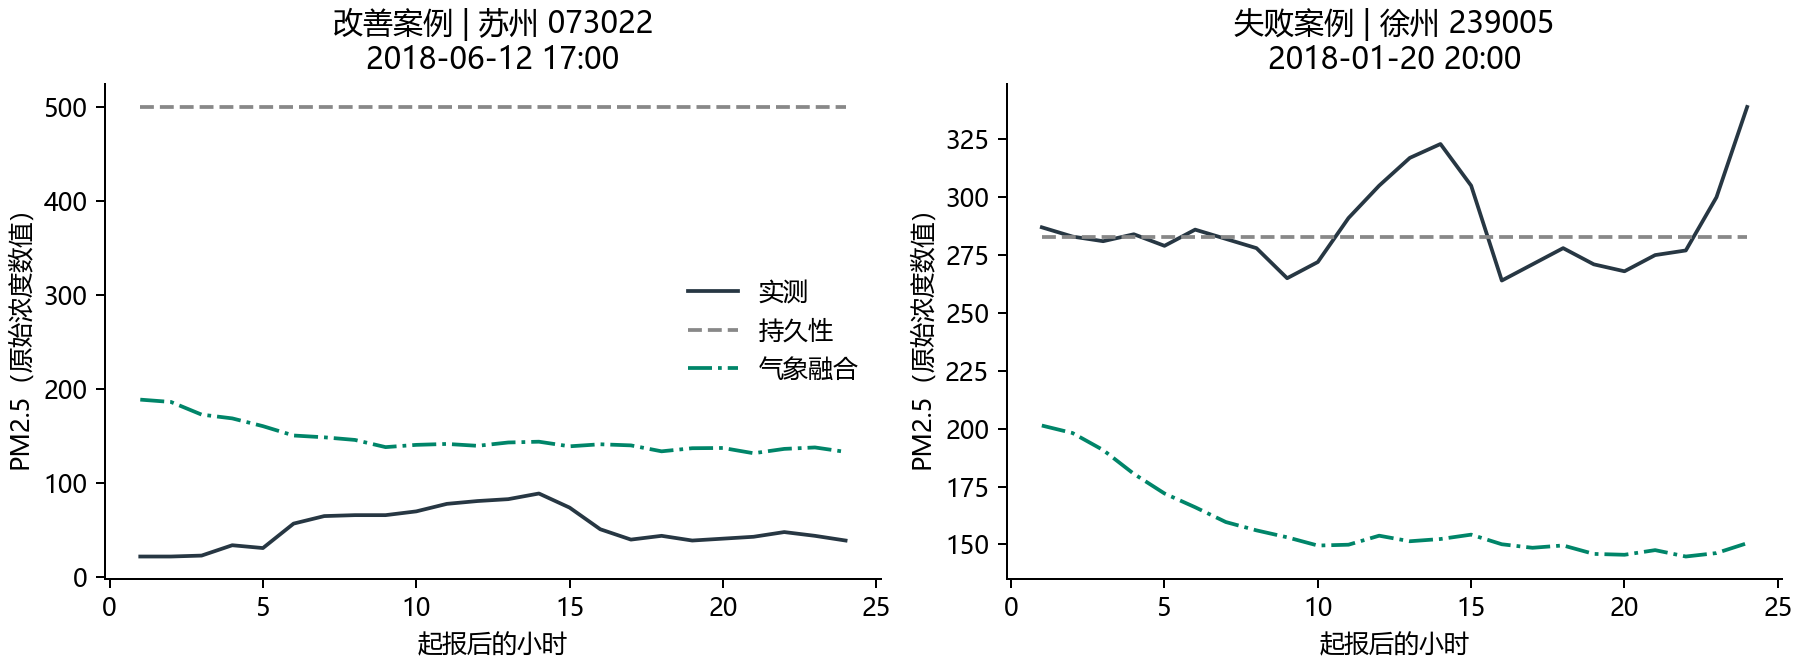 改善案例 | 苏州 073022
2018-06-12 17:00
500
400
300
200
100
0
PM2.5（原始浓度数值）
实测
持久性
气象融合
0 5 10 15 20 25
起报后的小时
失败案例 | 徐州 239005
2018-01-20 20:00
325
300
275
250
225
200
175
150
PM2.5（原始浓度数值）
0 5 10 15 20 25
起报后的小时